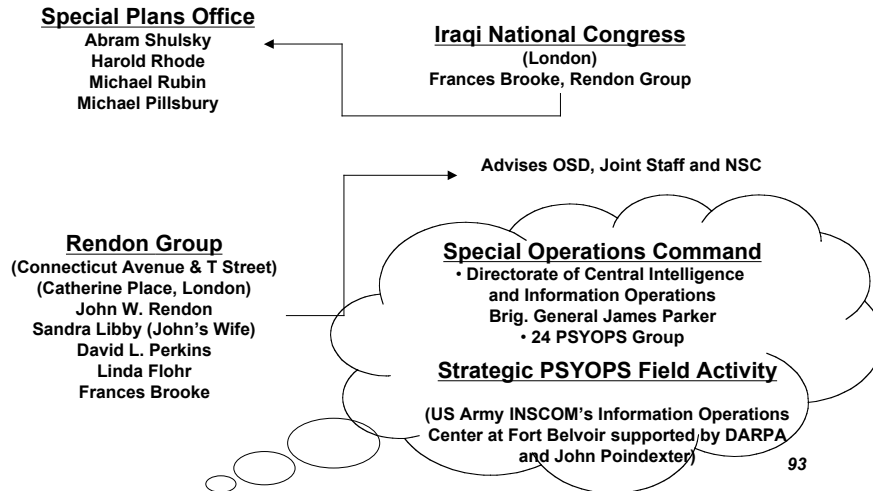 Special Plans Office
Abram Shulsky
Harold Rhode
Michael Rubin
Michael Pillsbury
Iraqi National Congress
(London)
Frances Brooke, Rendon Group
Advises OSD, Joint Staff and NSC
Rendon Group
(Connecticut Avenue & T Street)
(Catherine Place, London)
John W. Rendon
Sandra Libby (John’s Wife)
David L. Perkins
Linda Flohr
Frances Brooke
Special Operations Command
• Directorate of Central Intelligence
and Information Operations
Brig. General James Parker
• 24 PSYOPS Group
Strategic PSYOPS Field Activity
(US Army INSCOM’s Information Operations
Center at Fort Belvoir supported by DARPA
and John Poindexter)
93